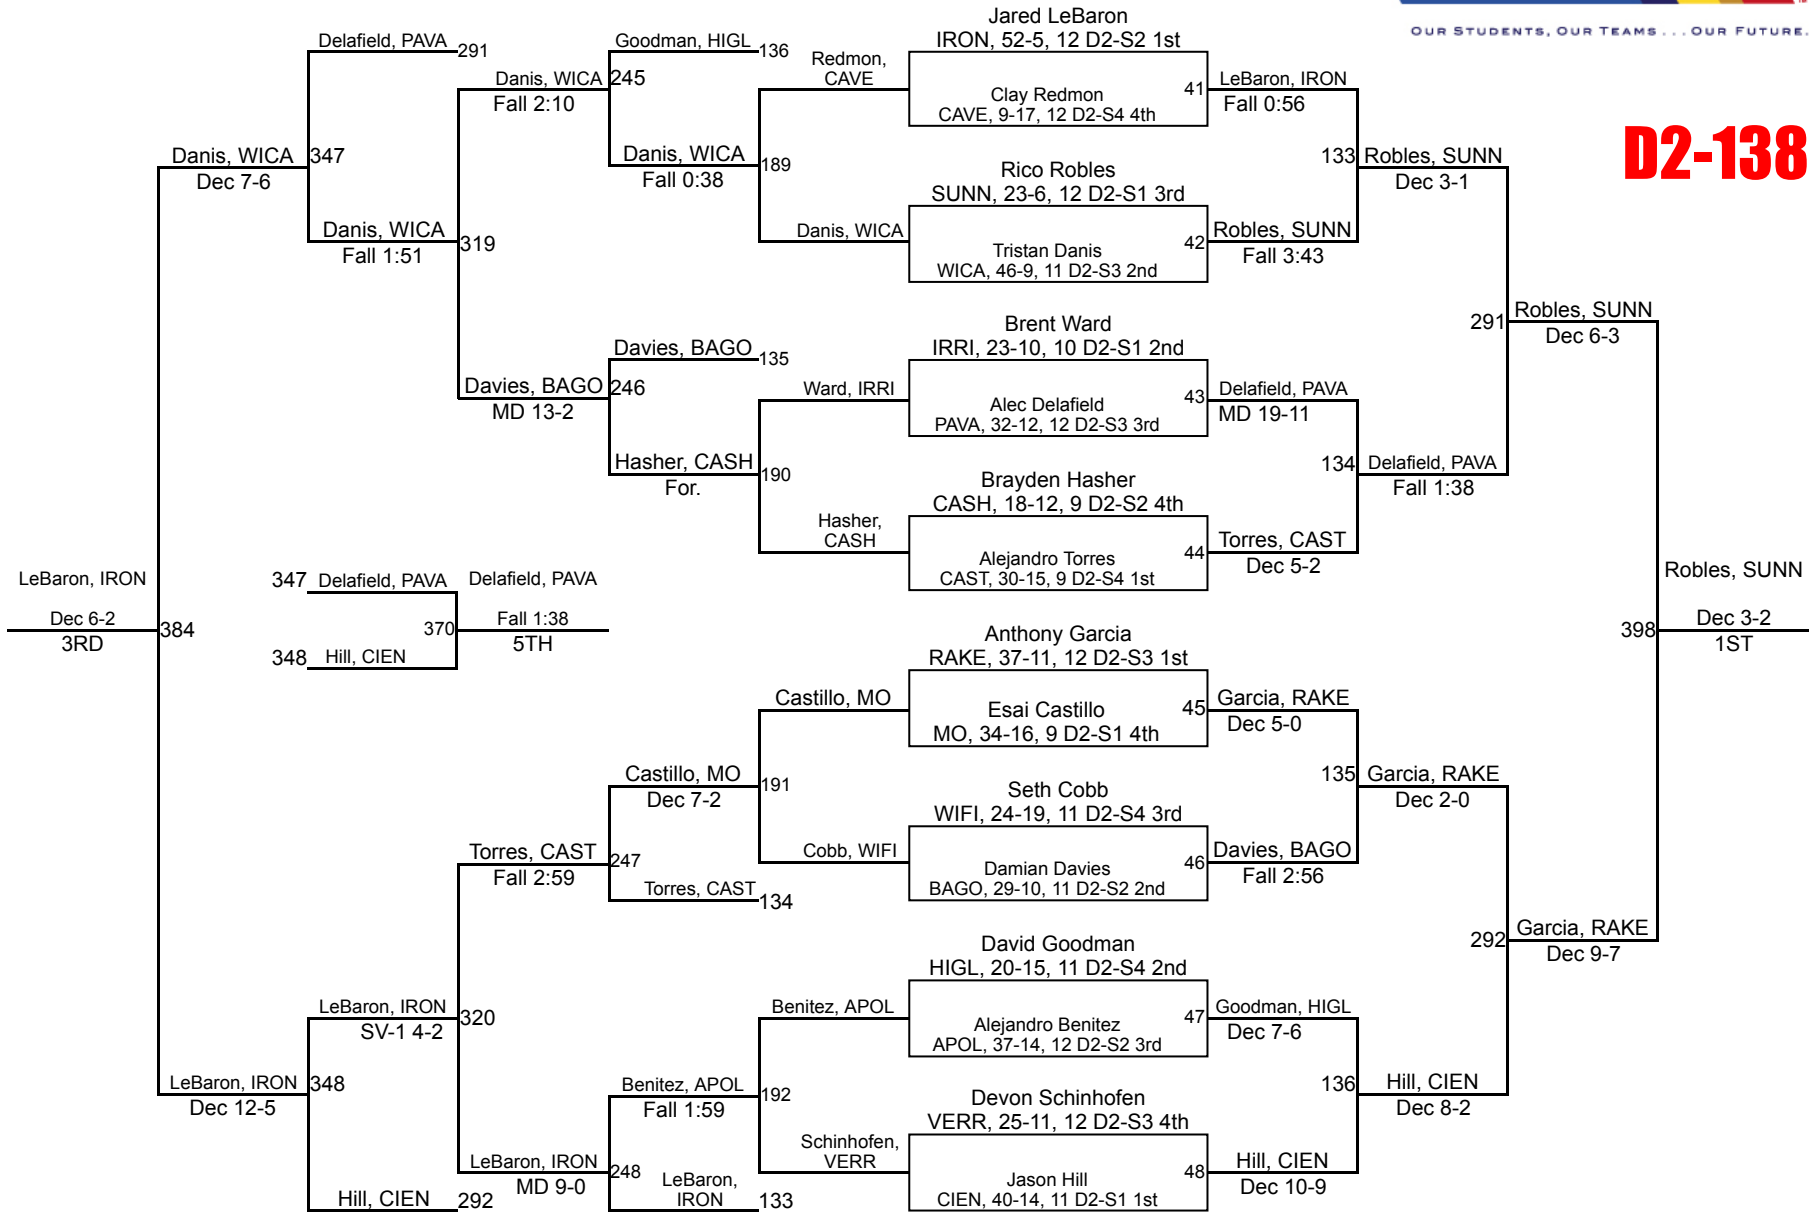 OUR STUDENTS, OUR TEAMS . . . OUR FUTURE.
D2-138
Jared LeBaron
IRON, 52-5, 12 D2-S2 1st
Clay Redmon
CAVE, 9-17, 12 D2-S4 4th
41
Rico Robles
SUNN, 23-6, 12 D2-S1 3rd
Tristan Danis
WICA, 46-9, 11 D2-S3 2nd
42
Brent Ward
IRRI, 23-10, 10 D2-S1 2nd
Alec Delafield
PAVA, 32-12, 12 D2-S3 3rd
43
Brayden Hasher
CASH, 18-12, 9 D2-S2 4th
Alejandro Torres
CAST, 30-15, 9 D2-S4 1st
44
Anthony Garcia
RAKE, 37-11, 12 D2-S3 1st
Esai Castillo
MO, 34-16, 9 D2-S1 4th
45
Seth Cobb
WIFI, 24-19, 11 D2-S4 3rd
Damian Davies
BAGO, 29-10, 11 D2-S2 2nd
46
David Goodman
HIGL, 20-15, 11 D2-S4 2nd
Alejandro Benitez
APOL, 37-14, 12 D2-S2 3rd
47
Devon Schinhofen
VERR, 25-11, 12 D2-S3 4th
Jason Hill
CIEN, 40-14, 11 D2-S1 1st
48
LeBaron, IRON
Fall 0:56
Robles, SUNN
Fall 3:43
Delafield, PAVA
MD 19-11
Torres, CAST
Dec 5-2
Garcia, RAKE
Dec 5-0
Davies, BAGO
Fall 2:56
Goodman, HIGL
Dec 7-6
Hill, CIEN
Dec 10-9
133
Robles, SUNN
Dec 3-1
134
Delafield, PAVA
Fall 1:38
135
Garcia, RAKE
Dec 2-0
136
Hill, CIEN
Dec 8-2
291
Robles, SUNN
Dec 6-3
292
Garcia, RAKE
Dec 9-7
398
Robles, SUNN
Dec 3-2
1ST
Redmon,
CAVE
Danis, WICA
Ward, IRRI
Hasher,
CASH
Castillo, MO
Cobb, WIFI
Benitez, APOL
Schinhofen,
VERR
Goodman, HIGL
136
Danis, WICA
Fall 0:38
189
Davies, BAGO
135
Hasher, CASH
For.
190
Castillo, MO
Dec 7-2
191
Torres, CAST
134
Benitez, APOL
Fall 1:59
192
LeBaron,
IRON
133
Danis, WICA
Fall 2:10
245
Davies, BAGO
MD 13-2
246
Torres, CAST
Fall 2:59
247
LeBaron, IRON
MD 9-0
248
Delafield, PAVA
291
Danis, WICA
Fall 1:51
319
LeBaron, IRON
SV-1 4-2
320
Hill, CIEN
292
Danis, WICA
Dec 7-6
347
LeBaron, IRON
Dec 12-5
348
LeBaron, IRON
Dec 6-2
3RD
384
347
Delafield, PAVA
348
Hill, CIEN
370
Delafield, PAVA
Fall 1:38
5TH